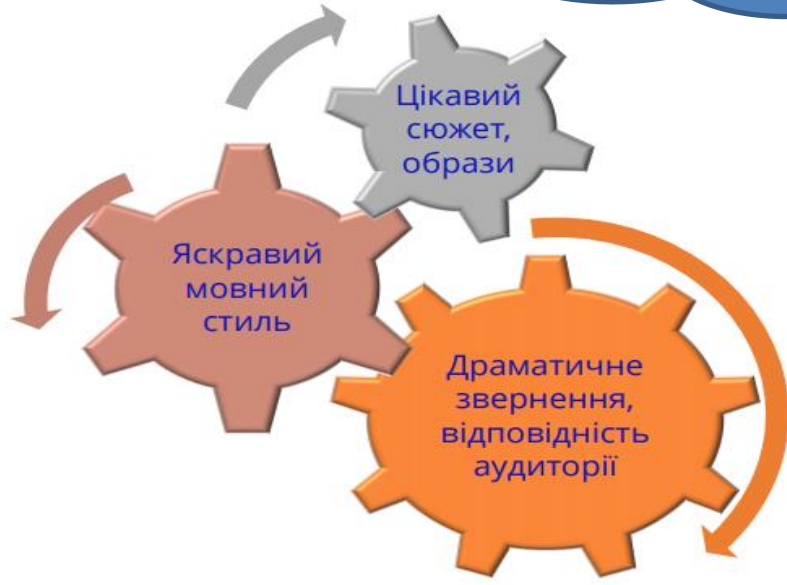 Цікавий
сюжет,
образи
Яскравий
мовний
стиль
Драматичне
звернення,
відповідність
аудиторії